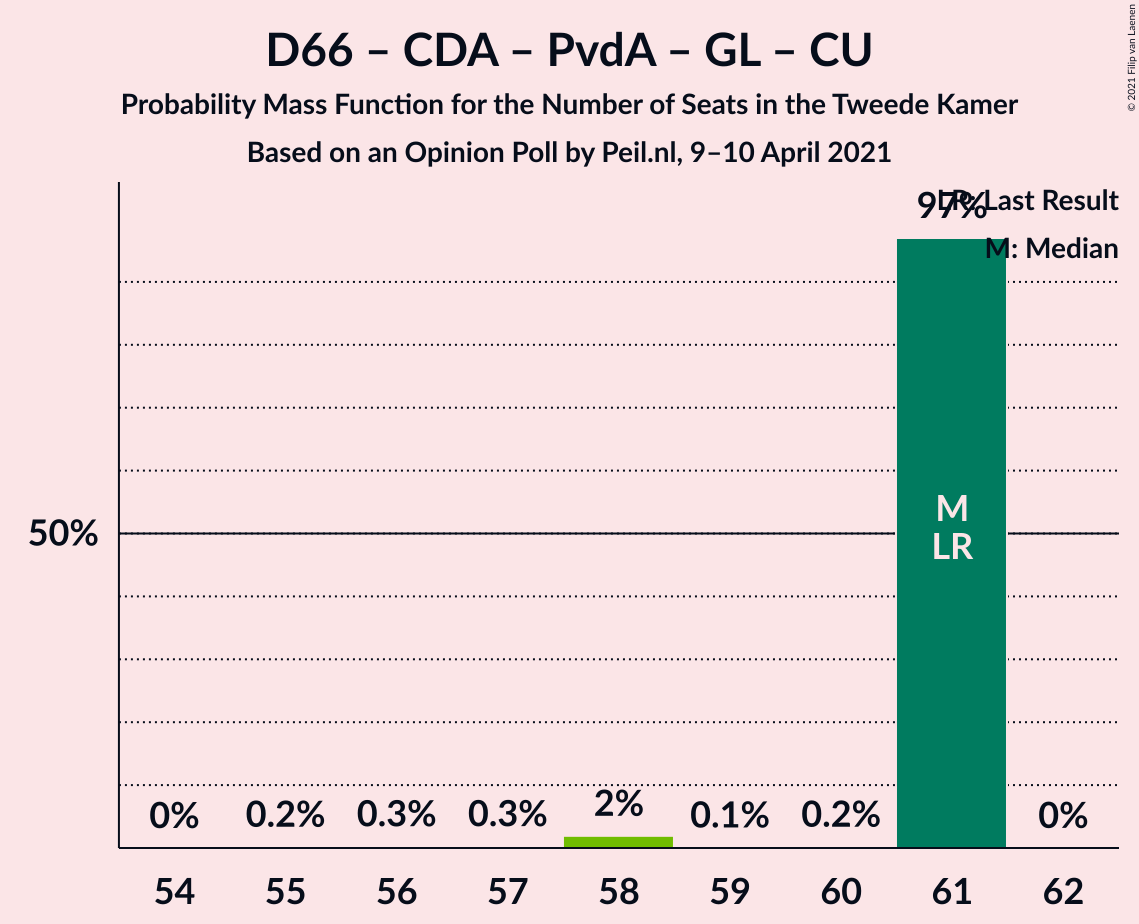 D66 – CDA – PvdA – GL – CU
Probability Mass Function for the Number of Seats in the Tweede Kamer
Based on an Opinion Poll by Peil.nl, 9–10 April 2021
© 2021 Filip van Laenen
LR: Last Result
M: Median
97%
50%
M
LR
0% 0.2% 0.3% 0.3% 2% 0.1% 0.2% 0%
54 55 56 57 58 59 60 61 62